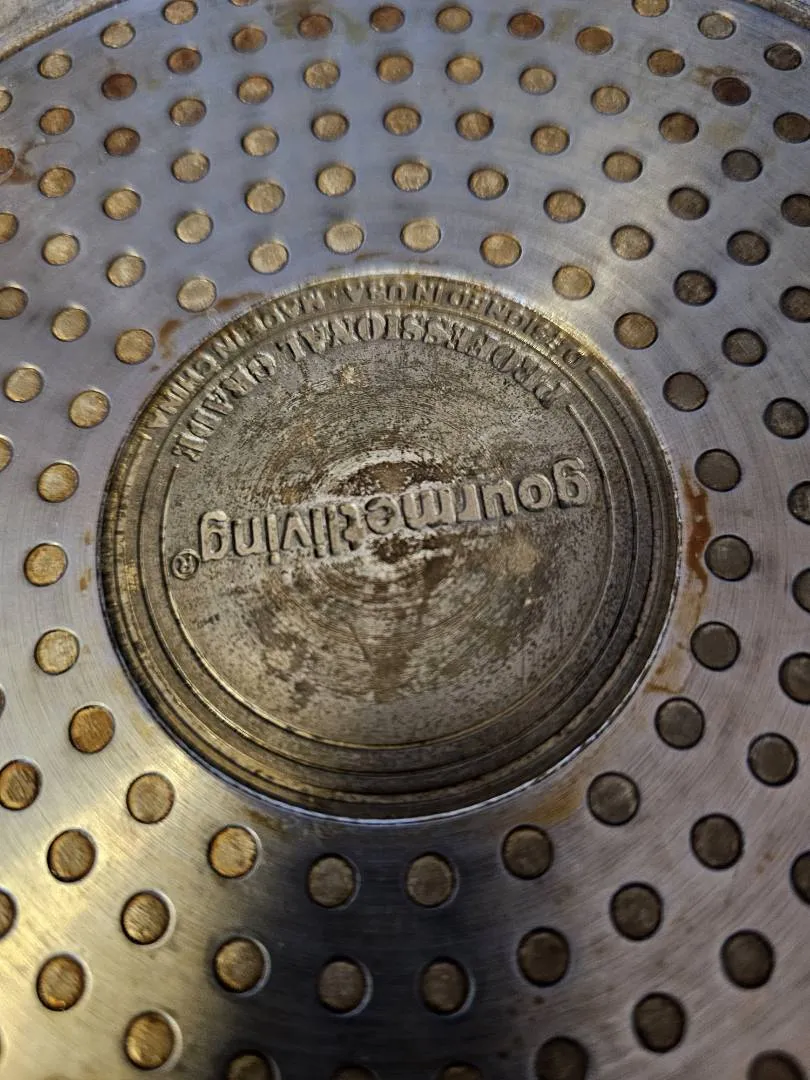 gourmetliving®
PROFESSIONAL GRADE
DESIGNED IN USA. MADE IN CHINA